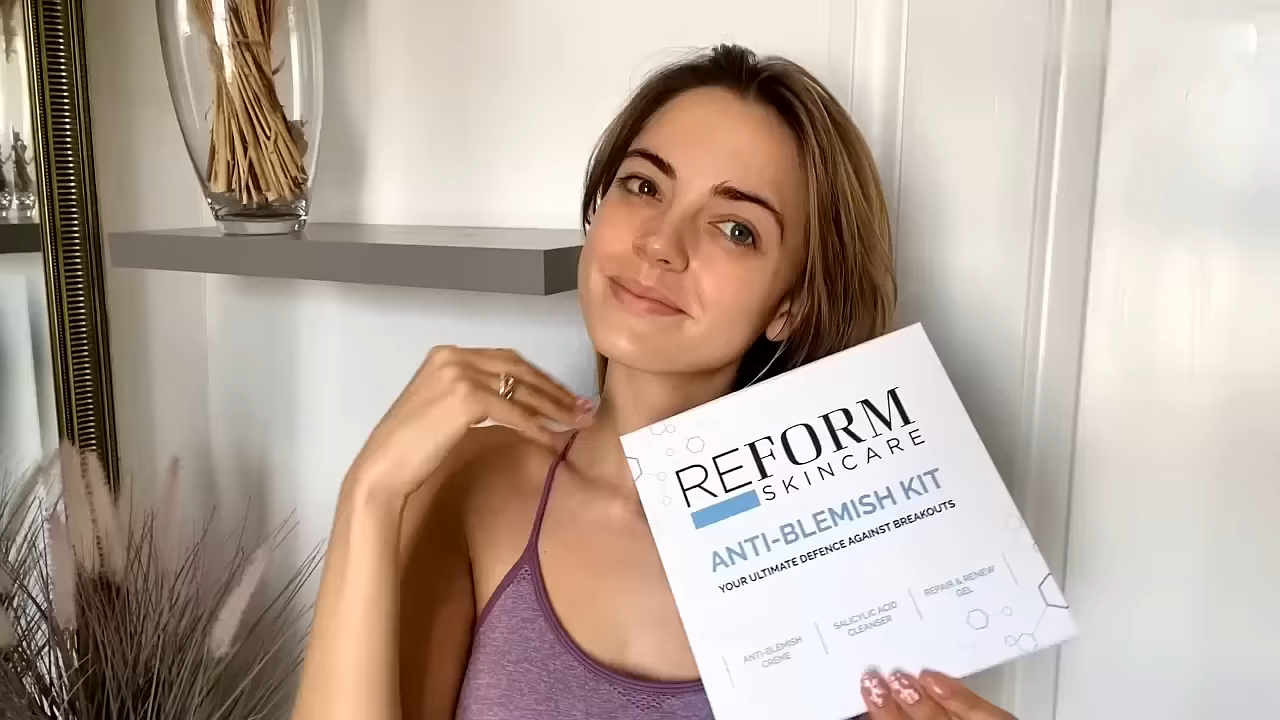 REFORM
SKINCARE
ANTI-BLEMISH KIT
YOUR ULTIMATE DEFENCE AGAINST BREAKOUTS
ANTI-BLEMISH
CREME
SALICYLIC ACID
CLEANSER
REPAIR & RENEW
GEL